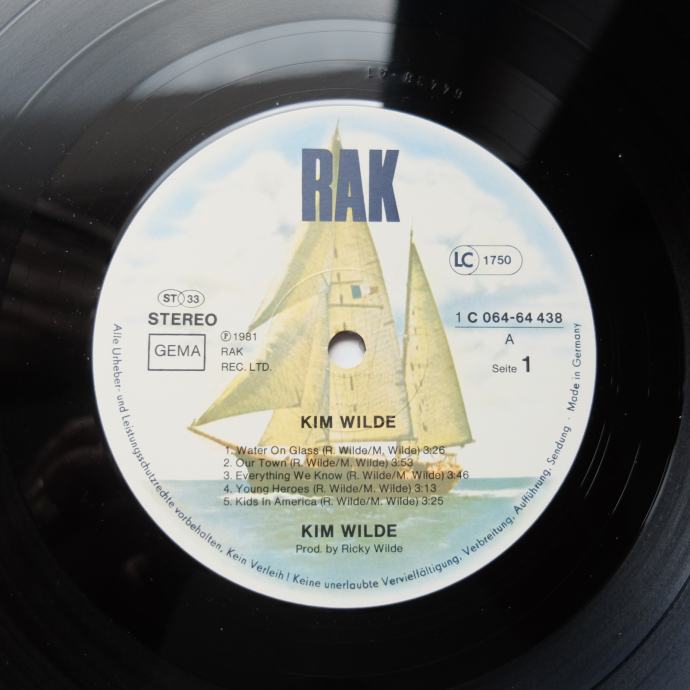 64438-A1
RAK
LC 1750
ST 33
STEREO
GEMA
℗ 1981
RAK
REC. LTD.
1 C 064-64 438
A
Seite 1
KIM WILDE
1. Water On Glass (R. Wilde/M. Wilde) 3:26
2. Our Town (R. Wilde/M. Wilde) 3:53
3. Everything We Know (R. Wilde/M. Wilde) 3:46
4. Young Heroes (R. Wilde/M. Wilde) 3:13
5. Kids In America (R. Wilde/M. Wilde) 3:25
KIM WILDE
Prod. by Ricky Wilde
Alle Urheber- und Leistungsschutzrechte vorbehalten. Kein Verleih! Keine unerlaubte Vervielfältigung, Verbreitung, Aufführung, Sendung · Made in Germany